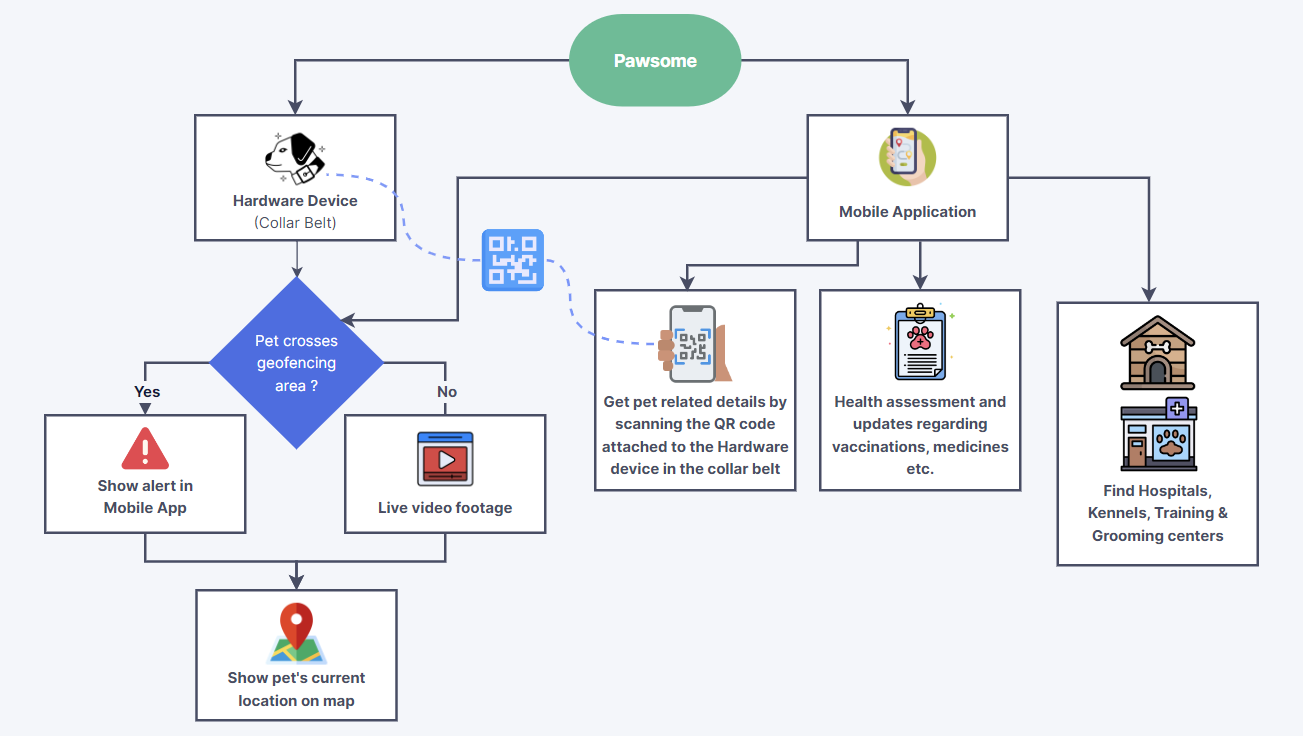 Pawsome
Hardware Device
(Collar Belt)
Mobile Application
Pet crosses
geofencing
area ?
Yes
No
Show alert in
Mobile App
Live video footage
Show pet's current
location on map
Get pet related details by
scanning the QR code
attached to the Hardware
device in the collar belt
Health assessment and
updates regarding
vaccinations, medicines
etc.
Find Hospitals,
Kennels, Training &
Grooming centers